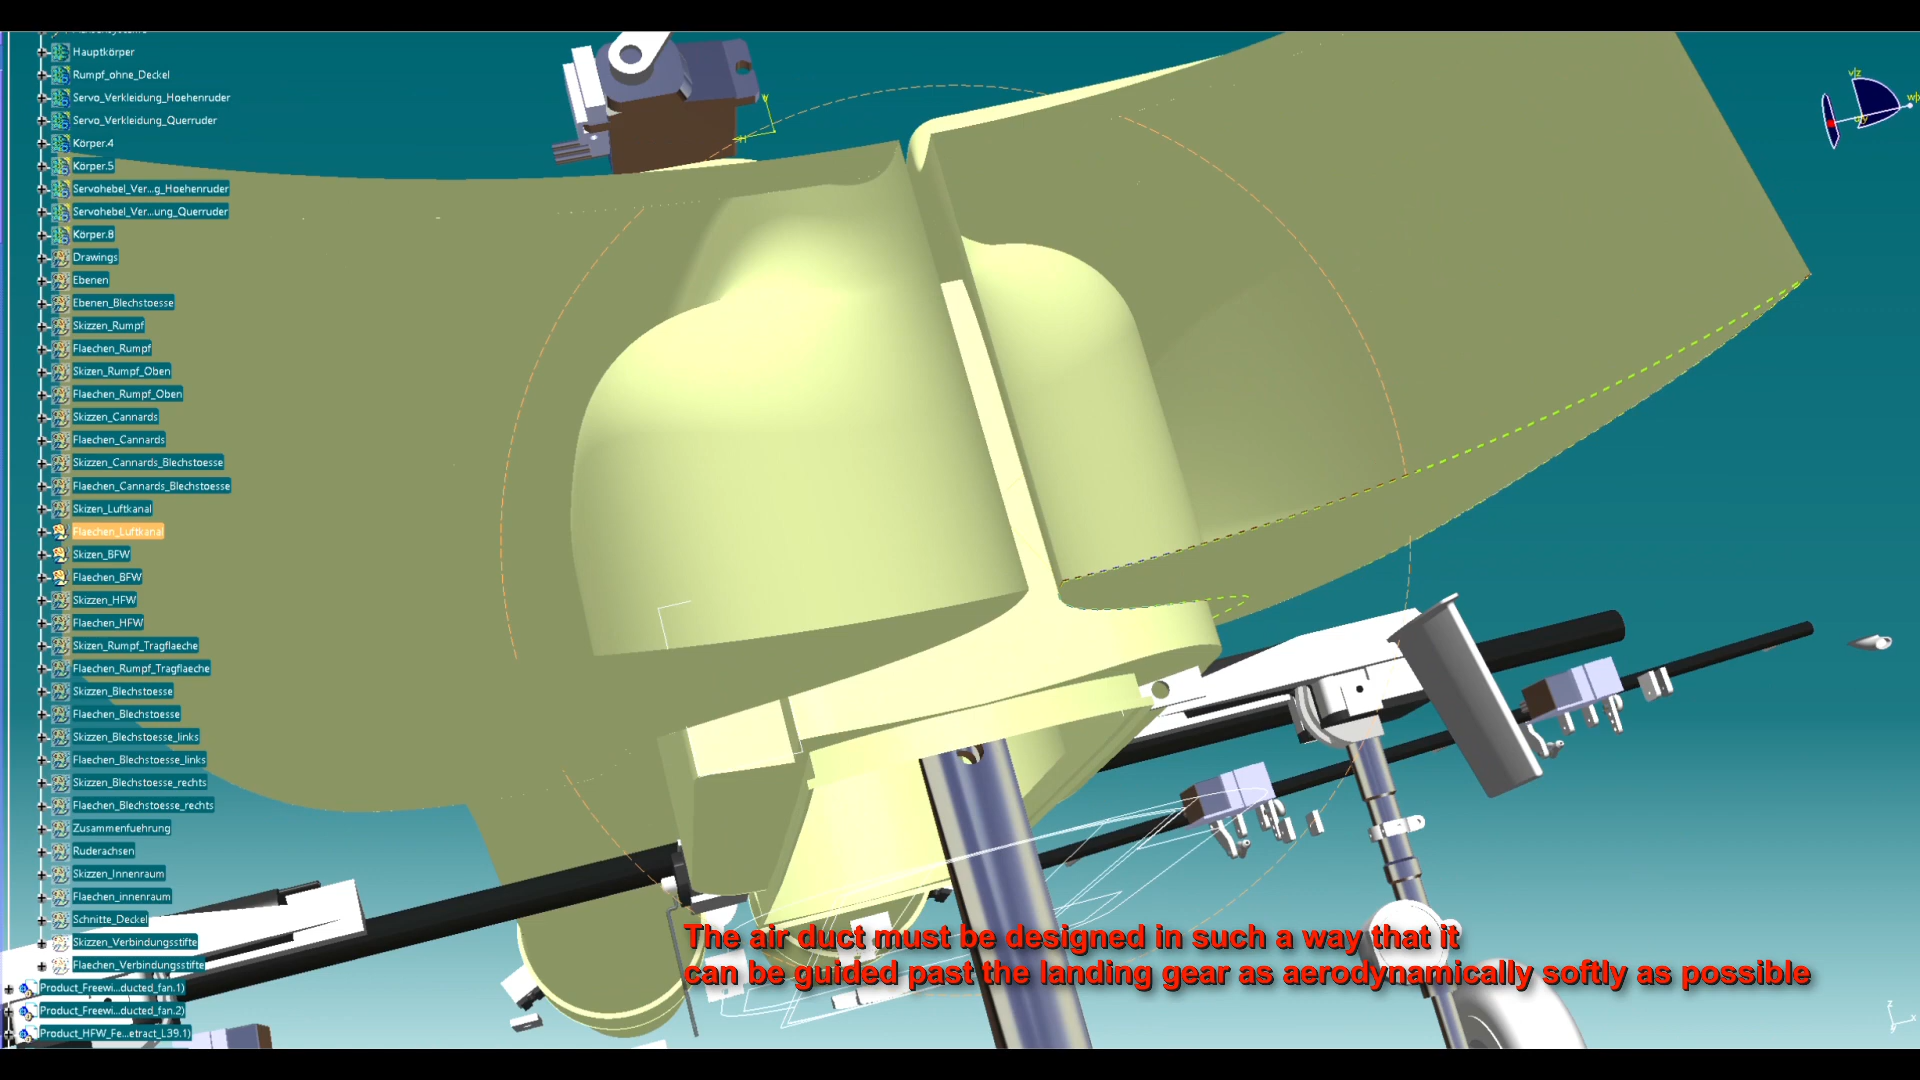 Hauptkörper
Rumpf_ohne_Deckel
Servo_Verkleidung_Hoehenruder
Servo_Verkleidung_Querruder
Körper.4
Körper.5
Servohebel_Ver...g_Hoehenruder
Servohebel_Ver...ung_Querruder
Körper.8
Drawings
Ebenen
Ebenen_Blechstoesse
Skizzen_Rumpf
Flaechen_Rumpf
Skizen_Rumpf_Oben
Flaechen_Rumpf_Oben
Skizzen_Cannards
Flaechen_Cannards
Skizzen_Cannards_Blechstoesse
Flaechen_Cannards_Blechstoesse
Skizen_Luftkanal
Flaechen_Luftkanal
Skizen_BFW
Flaechen_BFW
Skizzen_HFW
Flaechen_HFW
Skizen_Rumpf_Tragflaeche
Flaechen_Rumpf_Tragflaeche
Skizzen_Blechstoesse
Flaechen_Blechstoesse
Skizzen_Blechstoesse_links
Flaechen_Blechstoesse_links
Skizzen_Blechstoesse_rechts
Flaechen_Blechstoesse_rechts
Zusammenfuehrung
Ruderachsen
Skizzen_Innenraum
Flaechen_innenraum
Schnitte_Deckel
Skizzen_Verbindungsstifte
Flaechen_Verbindungsstifte
Product_Freewi...ducted_fan.1)
Product_Freewi...ducted_fan.2)
Product_HFW_Fe...etract_L39.1)
The air duct must be designed in such a way that it
can be guided past the landing gear as aerodynamically softly as possible